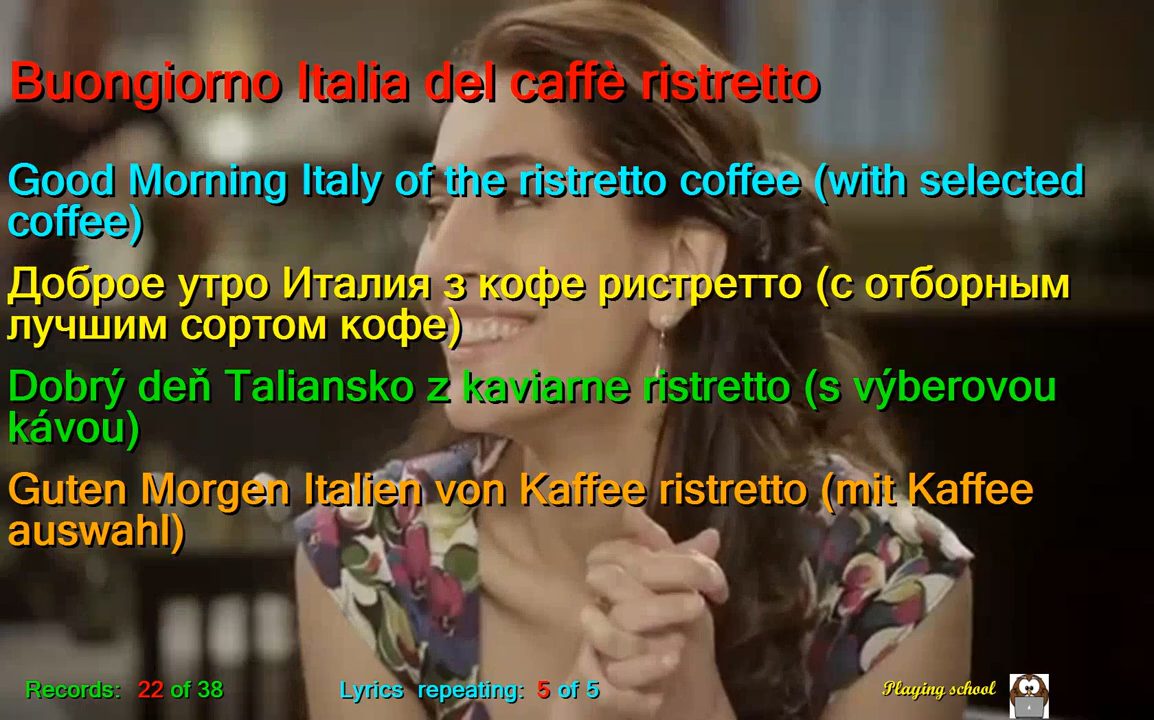 Buongiorno Italia del caffè ristretto
Good Morning Italy of the ristretto coffee (with selected
coffee)
Доброе утро Италия з кофе ристретто (с отборным
лучшим сортом кофе)
Dobrý deň Taliansko z kaviarne ristretto (s výberovou
kávou)
Guten Morgen Italien von Kaffee ristretto (mit Kaffee
auswahl)
Records: 22 of 38 Lyrics repeating: 5 of 5 Playing school